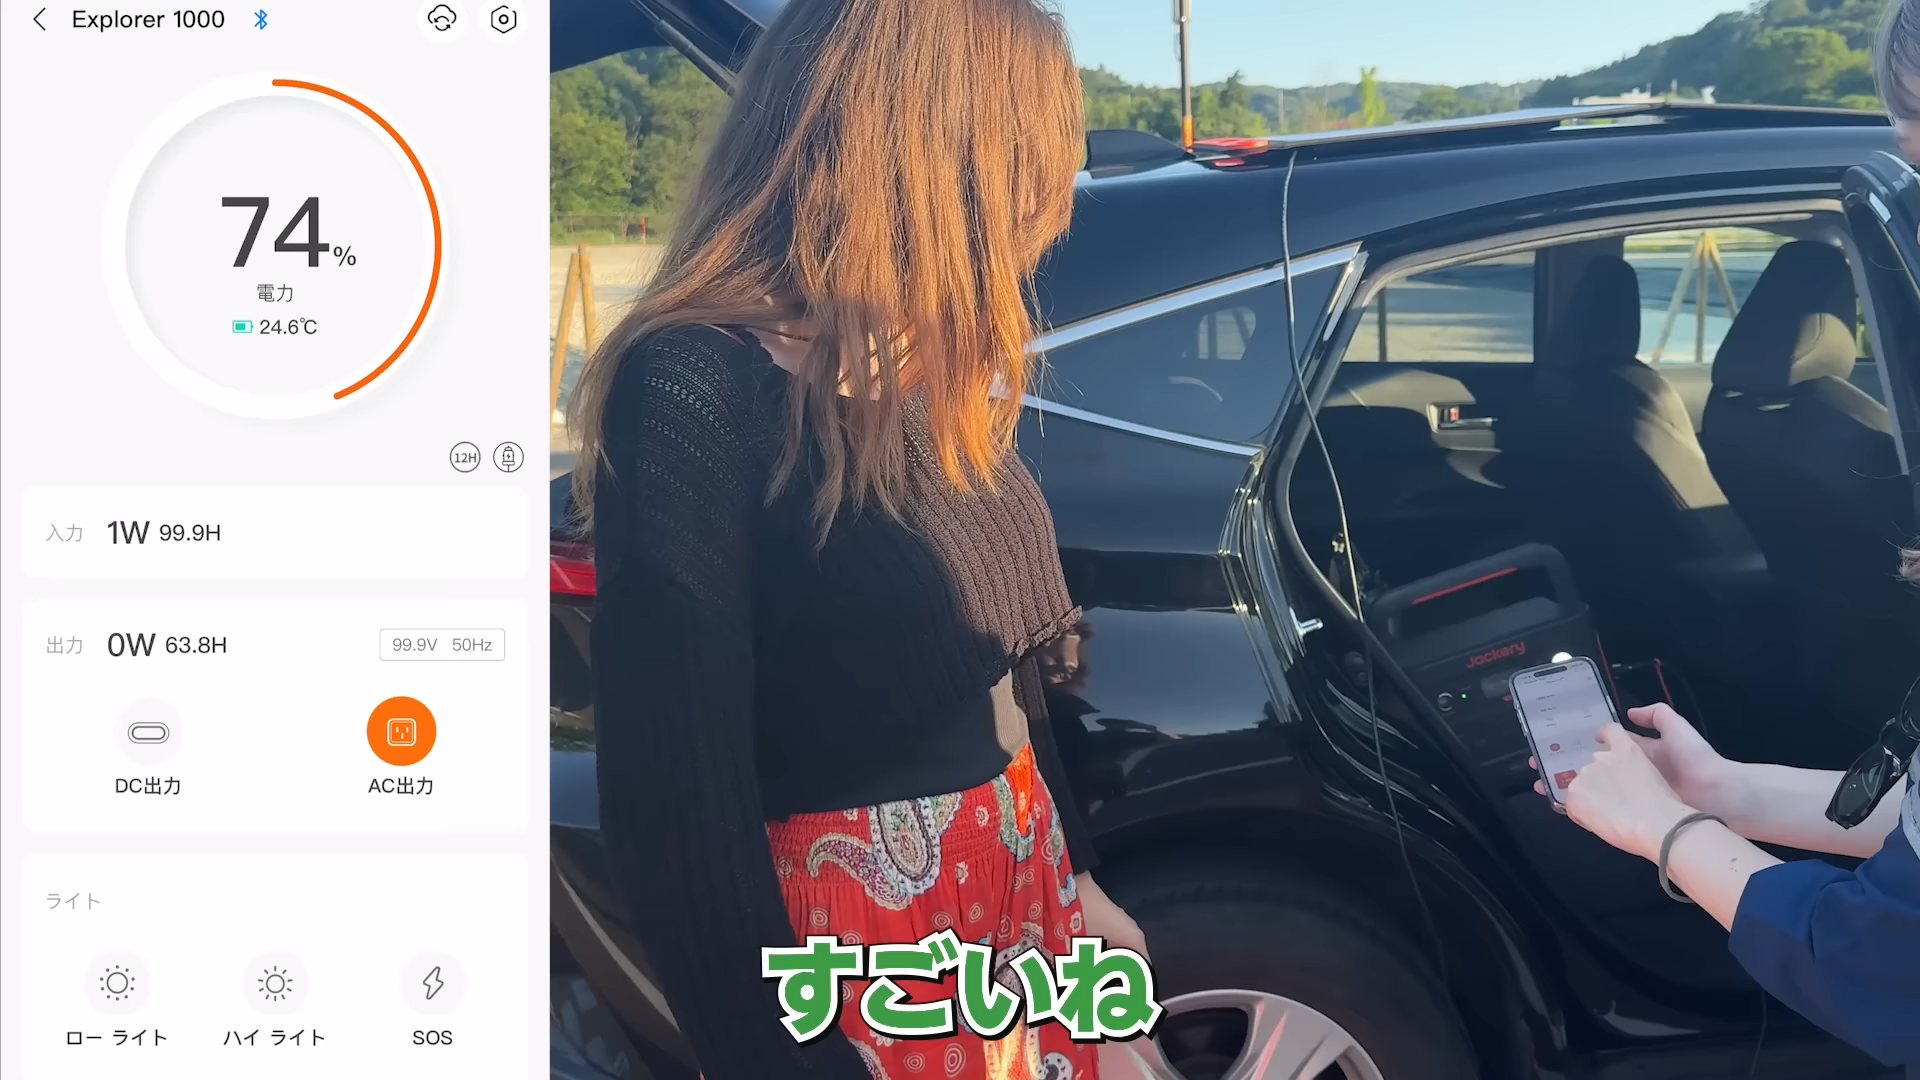 Explorer 1000
74%
電力
24.6℃
12H
入力 1W 99.9H
出力 0W 63.8H 99.9V 50Hz
DC出力 AC出力
ライト
ロー ライト ハイ ライト SOS
Jackery
すごいね